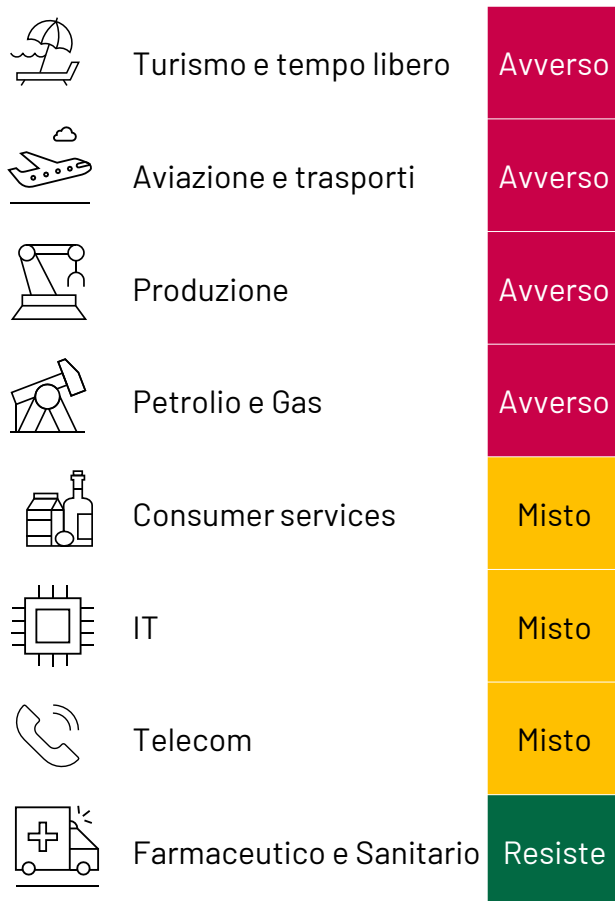 Turismo e tempo libero Avverso
Aviazione e trasporti Avverso
Produzione Avverso
Petrolio e Gas Avverso
Consumer services Misto
IT Misto
Telecom Misto
Farmaceutico e Sanitario Resiste